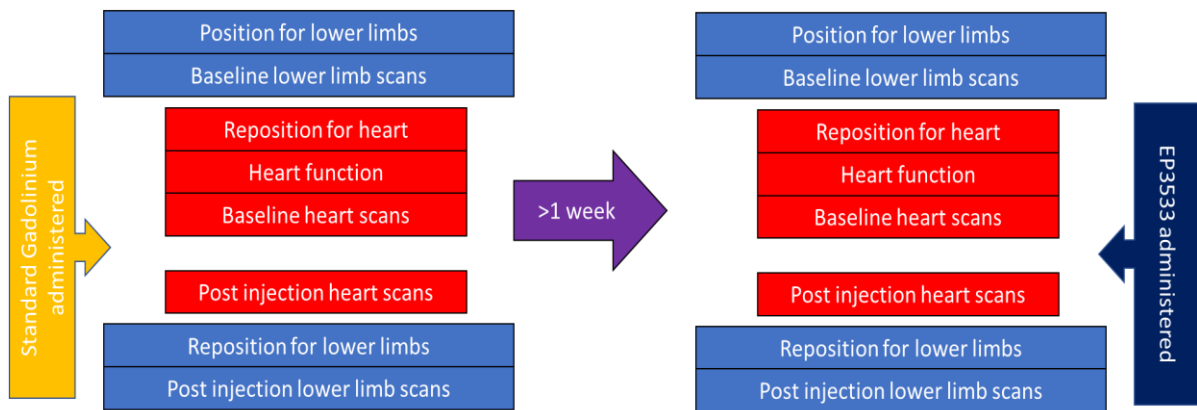 Standard Gadolinium
administered
Position for lower limbs
Baseline lower limb scans
Reposition for heart
Heart function
Baseline heart scans
Post injection heart scans
Reposition for lower limbs
Post injection lower limb scans
>1 week
Position for lower limbs
Baseline lower limb scans
Reposition for heart
Heart function
Baseline heart scans
Post injection heart scans
Reposition for lower limbs
Post injection lower limb scans
EP3533 administered